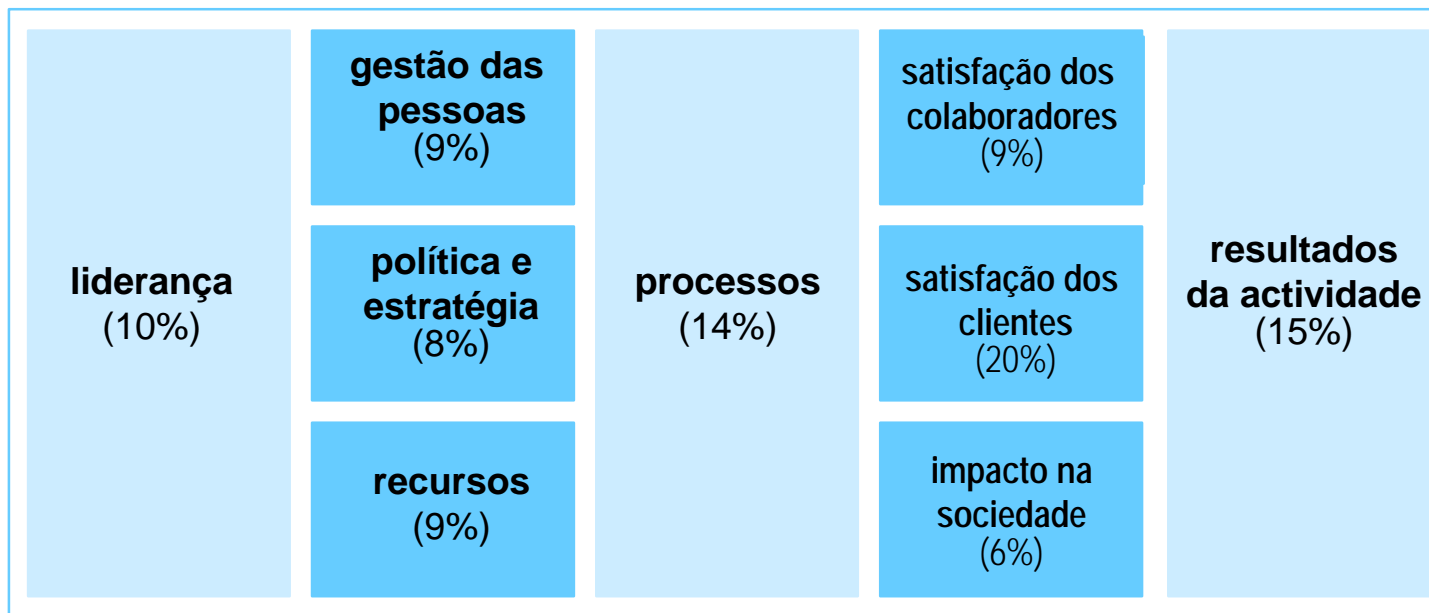 liderança
(10%)
gestão das
pessoas
(9%)
política e
estratégia
(8%)
recursos
(9%)
processos
(14%)
satisfação dos
colaboradores
(9%)
satisfação dos
clientes
(20%)
impacto na
sociedade
(6%)
resultados
da actividade
(15%)